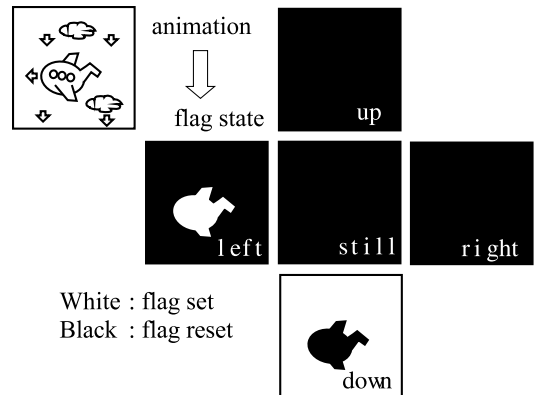 animation
flag state
up
left
still
right
White : flag set
Black : flag reset
down